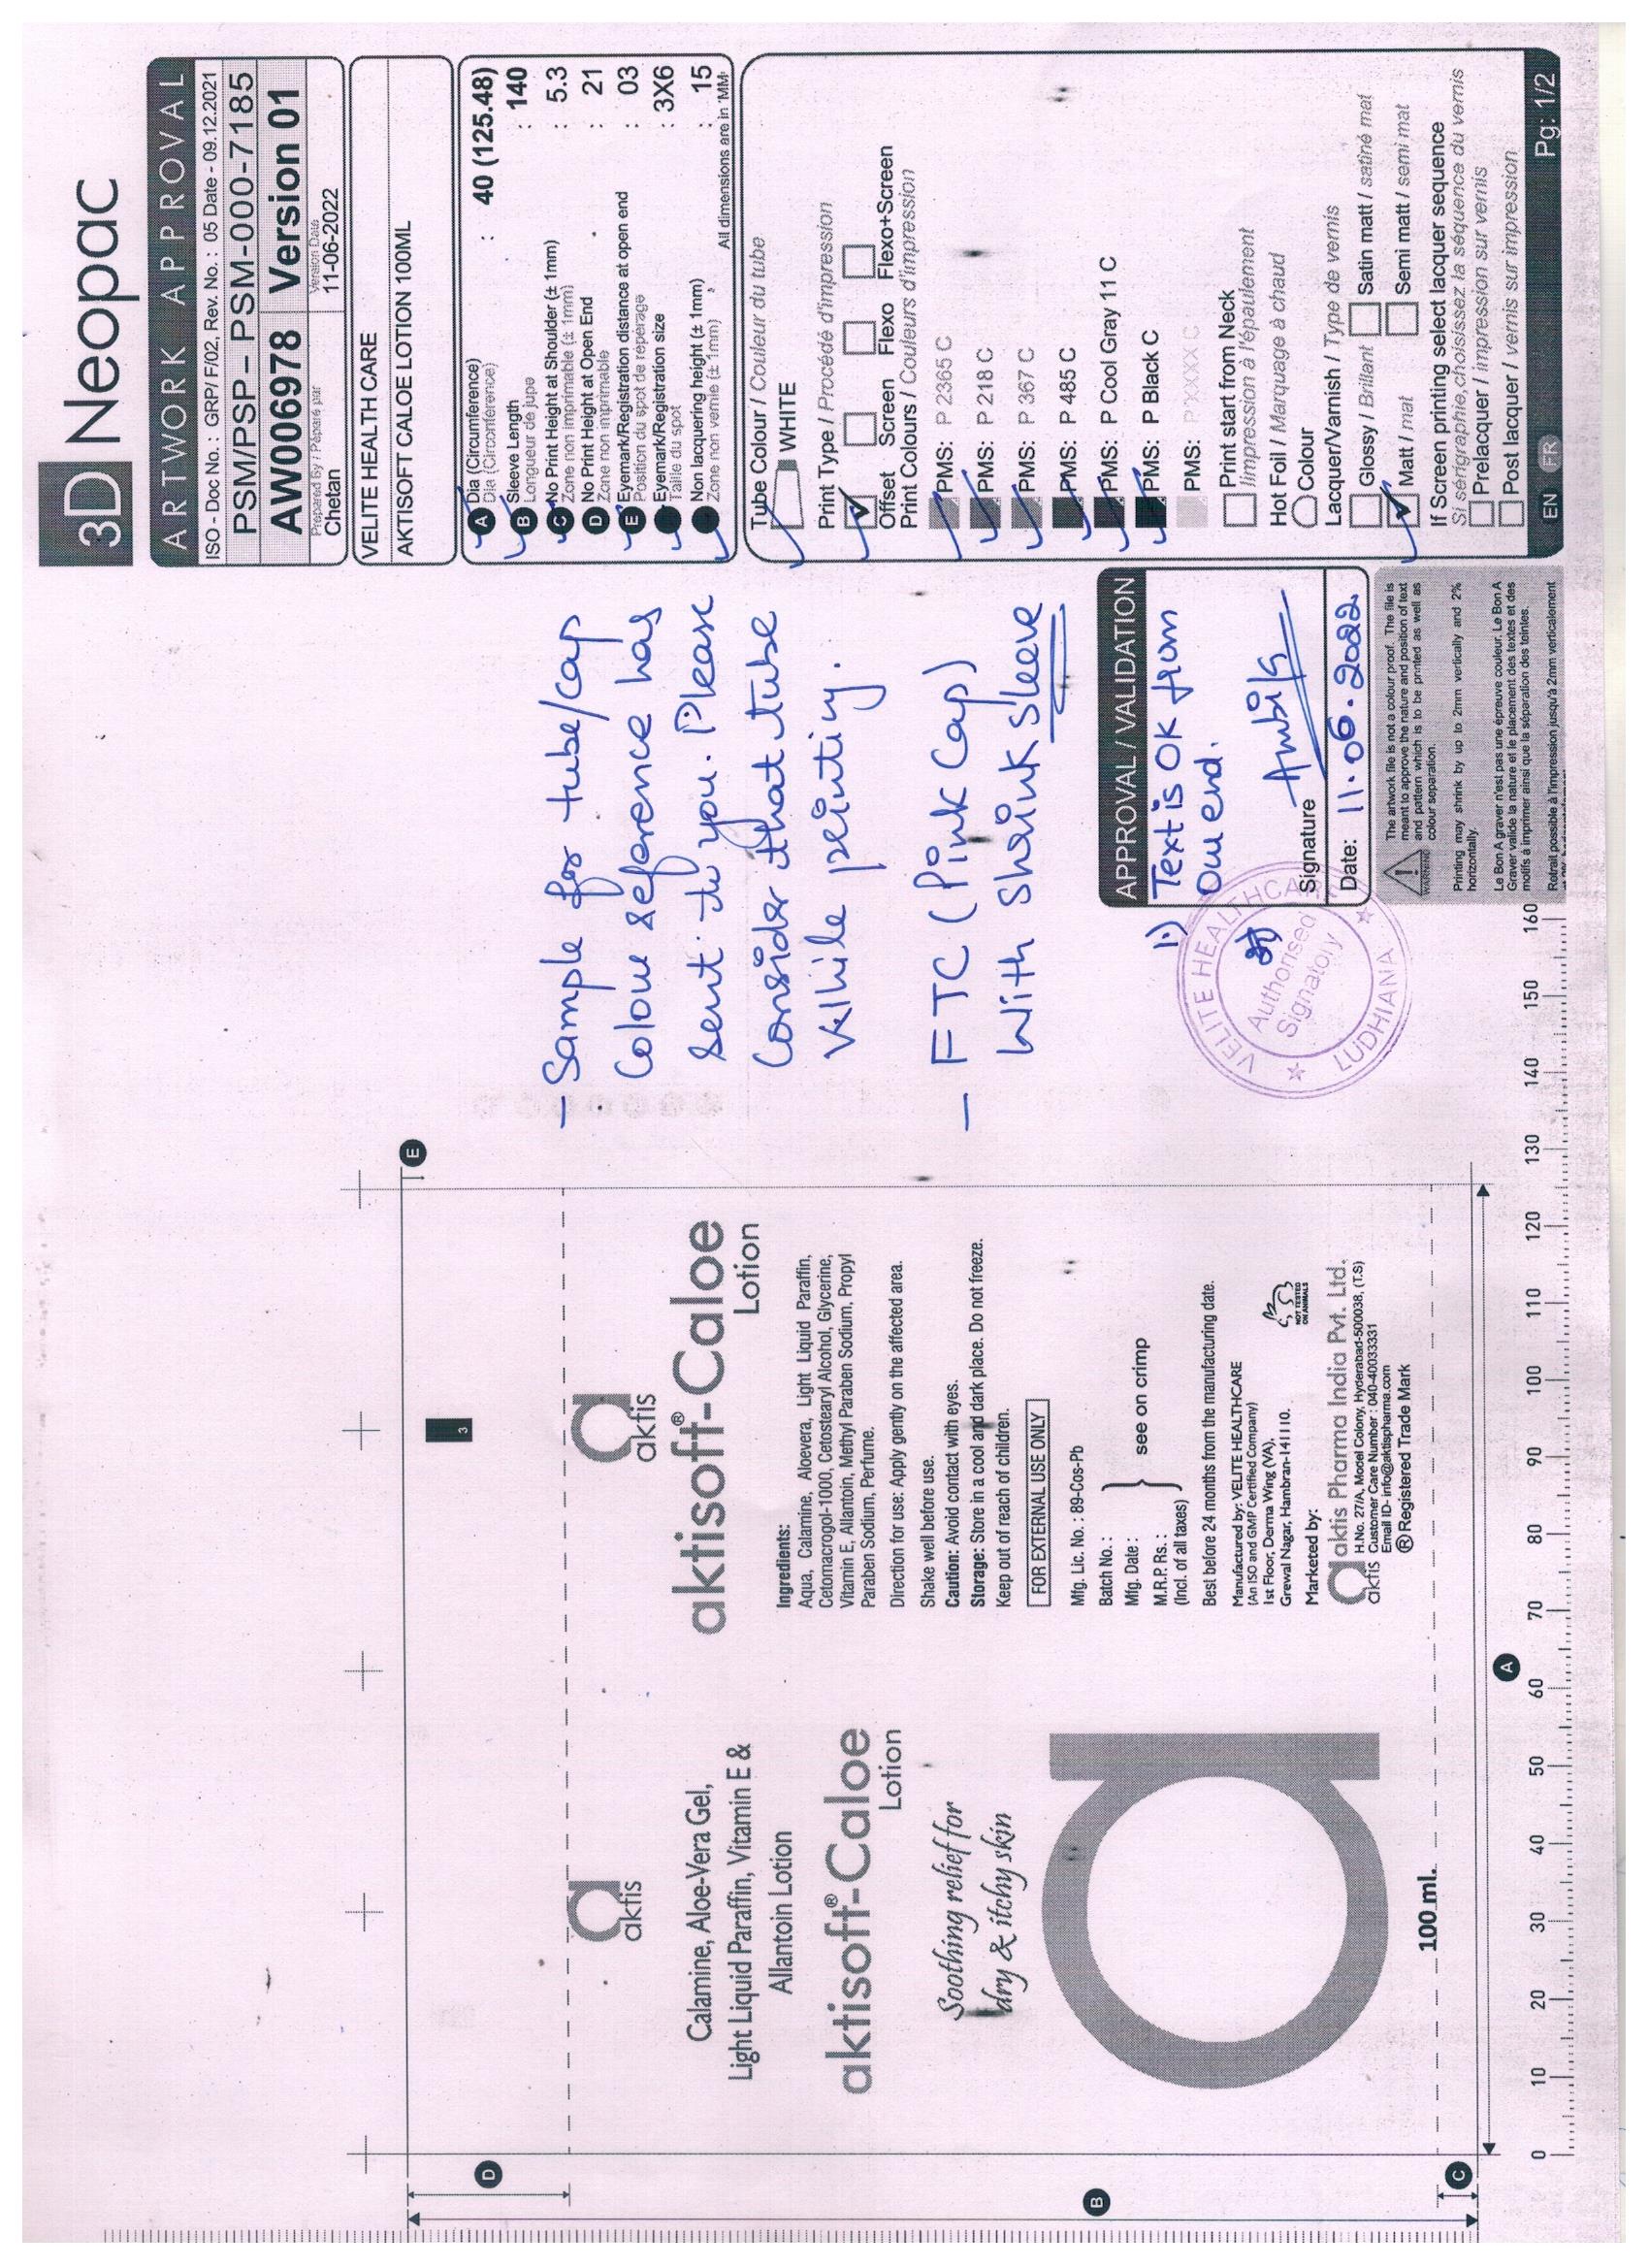 3D Neopac
ARTWORK APPROVAL
ISO - Doc No. : GRP/ F/02, Rev. No. : 05 Date - 09.12.2021
PSM/PSP - PSM-000-7185
AW006978 Version 01
Prepared By / Pépare par
Version Date
Chetan
11-06-2022
VELITE HEALTH CARE
AKTISOFT CALOE LOTION 100ML
A Dia (Circumference) : 40 (125.48)
Dia (Circonference)
B Sleeve Length : 140
Longueur de jupe
C No Print Height at Shoulder (± 1mm) : 5.3
Zone non imprimable (± 1mm)
D No Print Height at Open End : 21
Zone non imprimable
E Eyemark/Registration distance at open end : 03
Position du spot de repérage
Eyemark/Registration size : 3X6
Taille du spot
Non lacquering height (± 1mm) : 15
Zone non vernie (± 1mm)
All dimensions are in 'MM'
Tube Colour / Couleur du tube
WHITE
Print Type / Procédé d'impression
Offset Screen Flexo Flexo+Screen
Print Colours / Couleurs d'impression
PMS: P 2365 C
PMS: P 218 C
PMS: P 367 C
PMS: P 485 C
PMS: P Cool Gray 11 C
PMS: P Black C
PMS: P XXXX C
Print start from Neck
Iimpression à l'épaulement
Hot Foil / Marquage à chaud
Colour
Lacquer/Varnish / Type de vernis
Glossy / Brillant Satin matt / satiné mat
Matt / mat Semi matt / semi mat
If Screen printing select lacquer sequence
Si sérigraphie,choisissez la séquence du vernis
Prelacquer / impression sur vernis
Post lacquer / vernis sur impression
EN FR Pg: 1/2
- Sample for tube/cap
Colour reference has
sent to you. Please
Consider that tube
while printing.
- FTC (Pink Cap)
With Shrink Sleeve
APPROVAL / VALIDATION
1) Text is OK from
Our end.
Signature
Ambika
Date: 11.06.2022
VELITE HEALTHCARE
Authorised
Signatory
LUDHIANA
WARNING
The artwork file is not a colour proof. The file is
meant to approve the nature and position of text
and pattern which is to be printed as well as
colour separation.
Printing may shrink by up to 2mm vertically and 2%
horizontally.
Le Bon A graver n'est pas une épreuve couleur. Le Bon A
Graver valide la nature et le placement des textes et des
motifs à imprimer ainsi que la séparation des teintes.
Retrait possible à l'impression jusqu'à 2mm verticalement
aktis
Calamine, Aloe-Vera Gel,
Light Liquid Paraffin, Vitamin E &
Allantoin Lotion
aktisoft®-Caloe
Lotion
Soothing relief for
dry & itchy skin
100 ml.
3
aktis
aktisoft®-Caloe
Lotion
Ingredients:
Aqua, Calamine, Aloevera, Light Liquid Paraffin,
Cetomacrogol-1000, Cetostearyl Alcohol, Glycerine,
Vitamin E, Allantoin, Methyl Paraben Sodium, Propyl
Paraben Sodium, Perfume.
Direction for use: Apply gently on the affected area.
Shake well before use.
Caution: Avoid contact with eyes.
Storage: Store in a cool and dark place. Do not freeze.
Keep out of reach of children.
FOR EXTERNAL USE ONLY
Mfg. Lic. No. : 89-Cos-Pb
Batch No. :
Mfg. Date :
M.R.P. Rs. :
(Incl. of all taxes)
see on crimp
Best before 24 months from the manufacturing date.
Manufactured by: VELITE HEALTHCARE
(An ISO and GMP Certified Company)
1st Floor, Derma Wing (VA),
Grewal Nagar, Hambran-141110.
NOT TESTED
ON ANIMALS
Marketed by:
aktis
aktis Pharma India Pvt. Ltd.
H.No. 27/A, Model Colony, Hyderabad-500038, (T.S)
Customer Care Number : 040-40033331
Email ID- info@aktispharma.com
®Registered Trade Mark
A
B
C
D
E
0 10 20 30 40 50 60 70 80 90 100 110 120 130 140 150 160